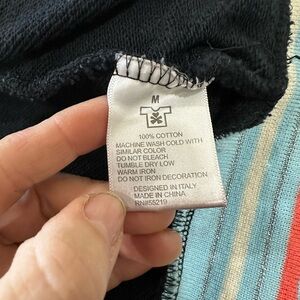 M
100% COTTON
MACHINE WASH COLD WITH
SIMILAR COLOR
DO NOT BLEACH
TUMBLE DRY LOW
WARM IRON
DO NOT IRON DECORATION
DESIGNED IN ITALY
MADE IN CHINA
RN#55219